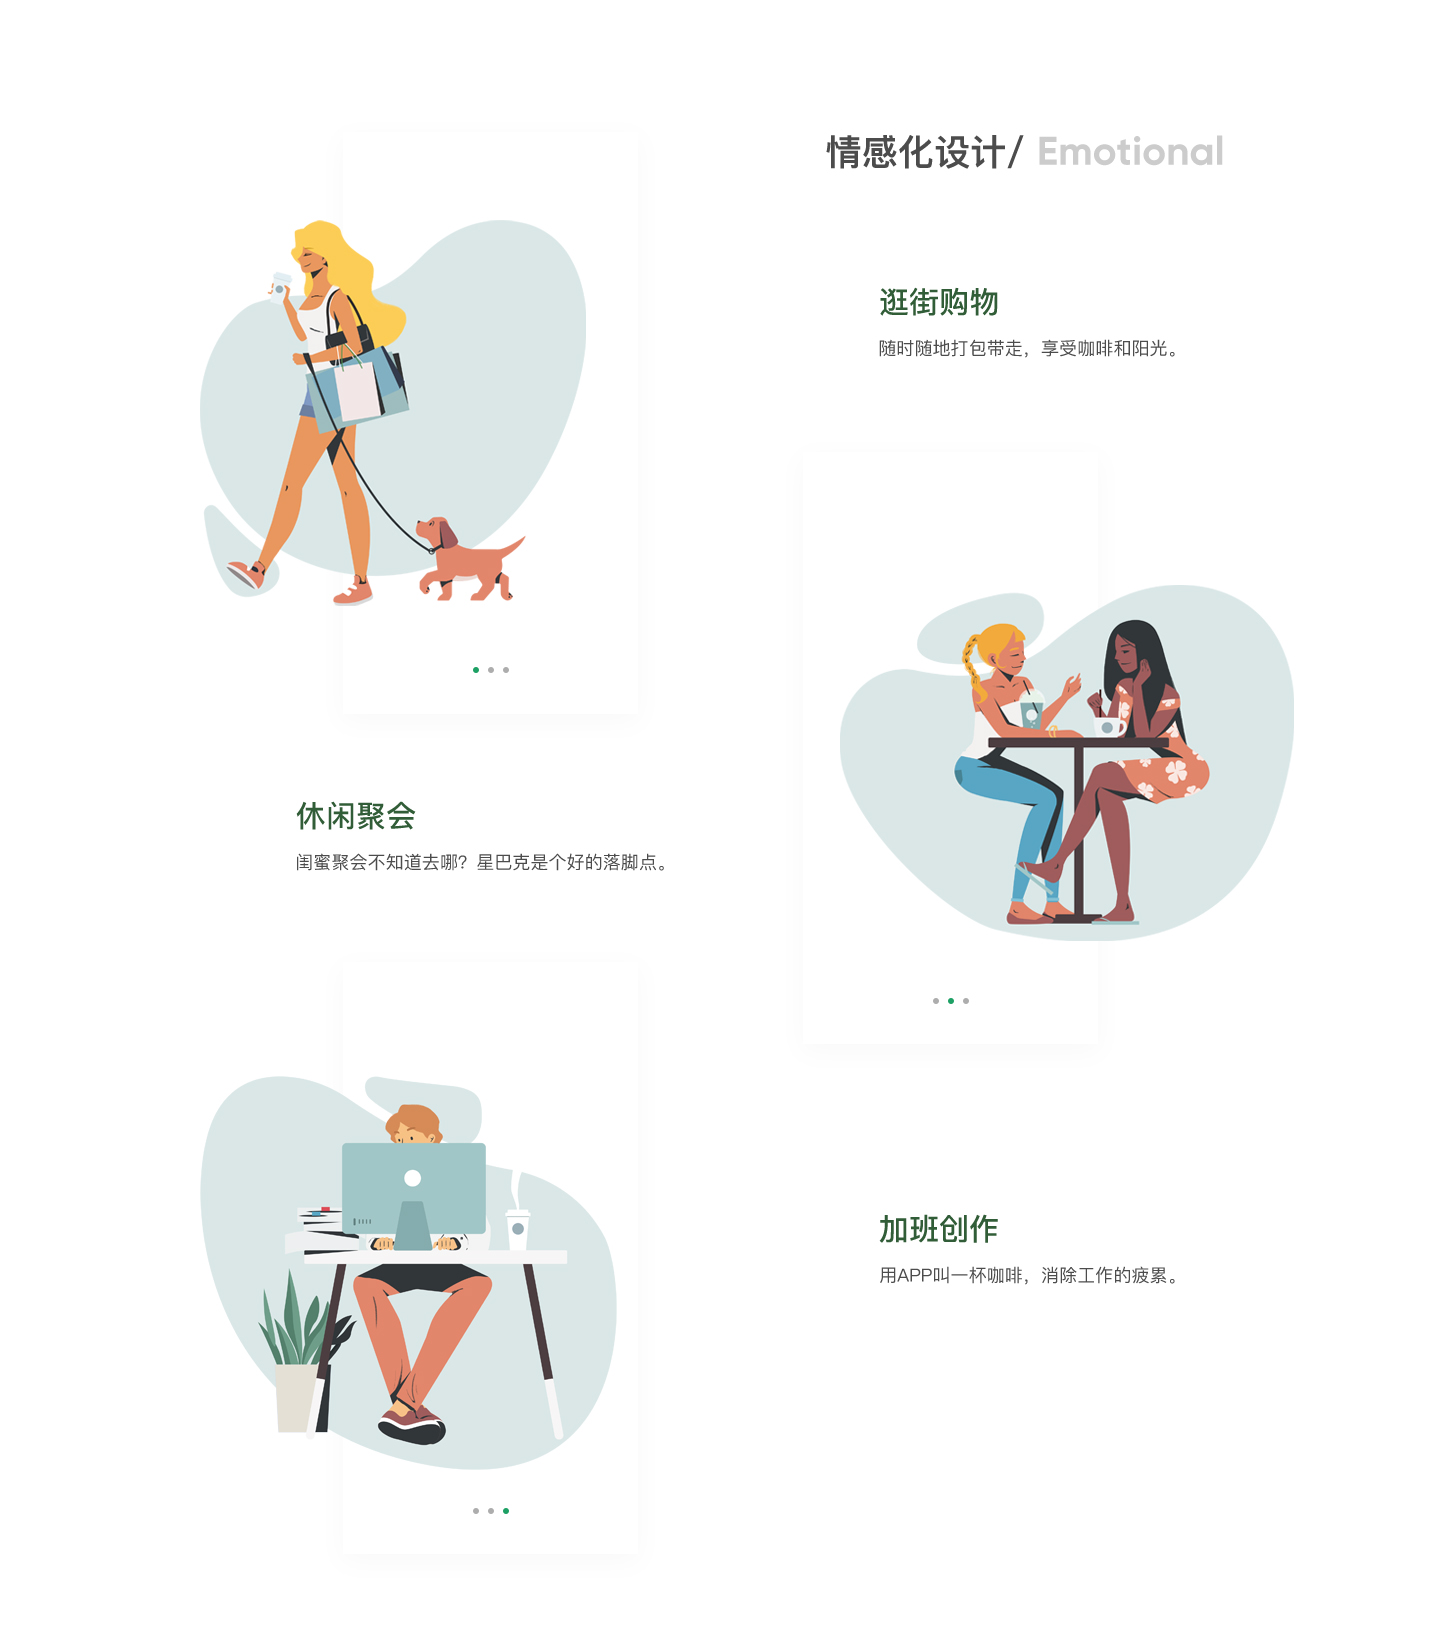 情感化设计/ Emotional
逛街购物
随时随地打包带走，享受咖啡和阳光。
休闲聚会
闺蜜聚会不知道去哪？星巴克是个好的落脚点。
加班创作
用APP叫一杯咖啡，消除工作的疲累。